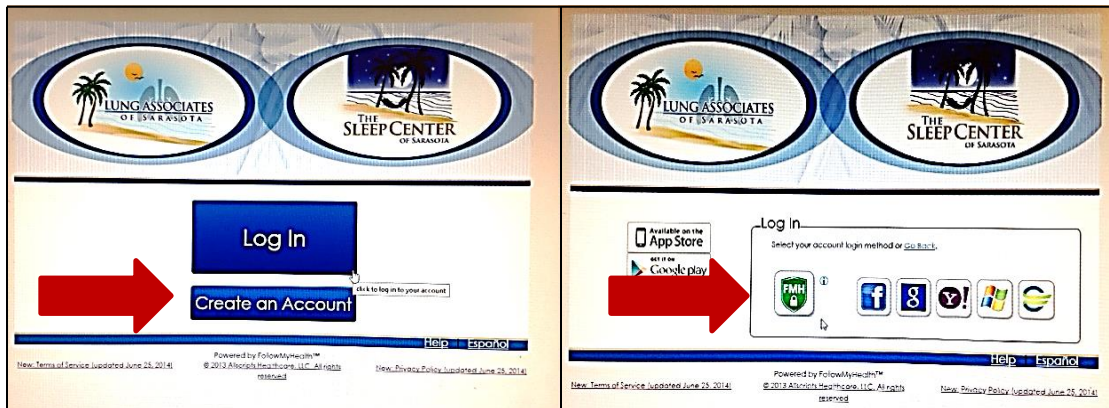 LUNG ASSOCIATES
OF SARASOTA
THE
SLEEP CENTER
OF SARASOTA
Log In
click to log in to your account
Create an Account
Help | Español
Powered by FollowMyHealth™
New: Terms of Service (updated June 25, 2014)
© 2013 Allscripts Healthcare, LLC. All rights
reserved
New: Privacy Policy (updated June 25, 2014)
LUNG ASSOCIATES
OF SARASOTA
THE
SLEEP CENTER
OF SARASOTA
Available on the
App Store
GET IT ON
Google play
Log In
Select your account login method or Go Back.
FMH
i
f
g
Y!
Help | Español
Powered by FollowMyHealth™
New: Terms of Service (updated June 25, 2014)
© 2013 Allscripts Healthcare, LLC. All rights
reserved
New: Privacy Policy (updated June 25, 2014)